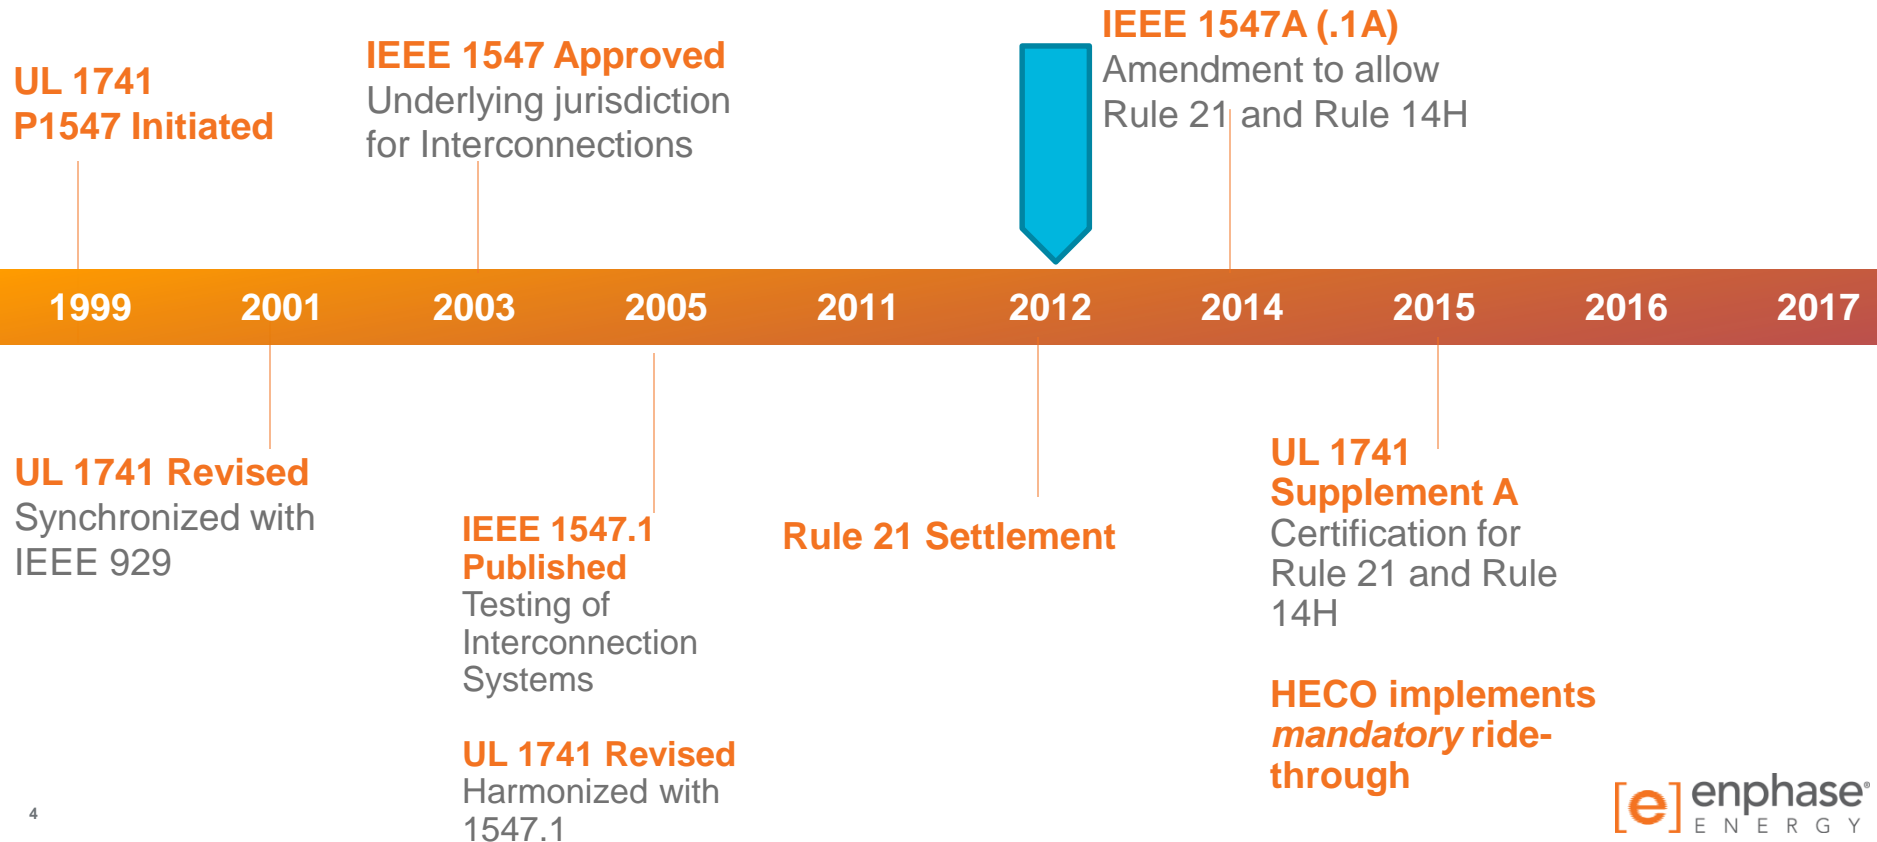 UL 1741
P1547 Initiated
IEEE 1547 Approved
Underlying jurisdiction
for Interconnections
IEEE 1547A (.1A)
Amendment to allow
Rule 21 and Rule 14H
1999 2001 2003 2005 2011 2012 2014 2015 2016 2017
UL 1741 Revised
Synchronized with
IEEE 929
IEEE 1547.1
Published
Testing of
Interconnection
Systems
UL 1741 Revised
Harmonized with
1547.1
Rule 21 Settlement
UL 1741
Supplement A
Certification for
Rule 21 and Rule
14H
HECO implements
mandatory ride-
through
4
[e] enphase®
ENERGY